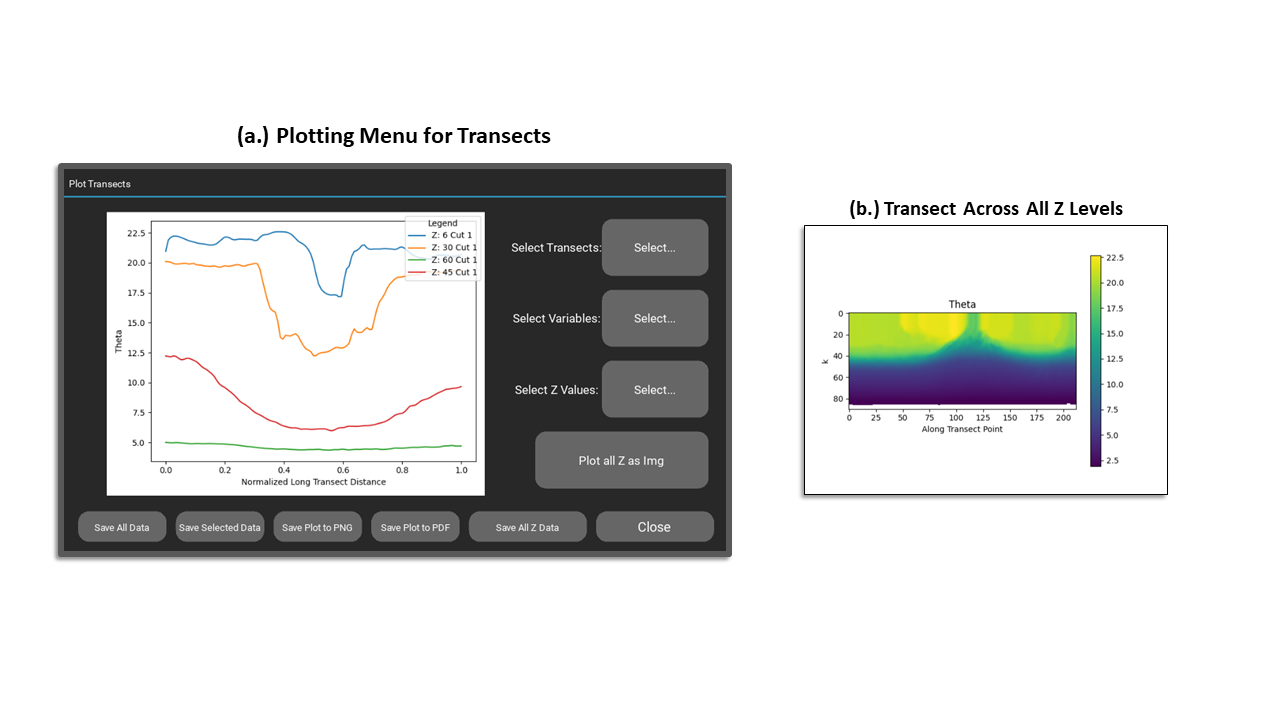 (a.) Plotting Menu for Transects
Plot Transects
Legend
Z: 6 Cut 1
Z: 30 Cut 1
Z: 60 Cut 1
Z: 45 Cut 1
22.5
20.0
17.5
15.0
12.5
10.0
7.5
5.0
Theta
0.0 0.2 0.4 0.6 0.8 1.0
Normalized Long Transect Distance
Select Transects: Select...
Select Variables: Select...
Select Z Values: Select...
Plot all Z as Img
Save All Data Save Selected Data Save Plot to PNG Save Plot to PDF Save All Z Data Close
(b.) Transect Across All Z Levels
Theta
0
20
40
60
80
k
0 25 50 75 100 125 150 175 200
Along Transect Point
22.5
20.0
17.5
15.0
12.5
10.0
7.5
5.0
2.5